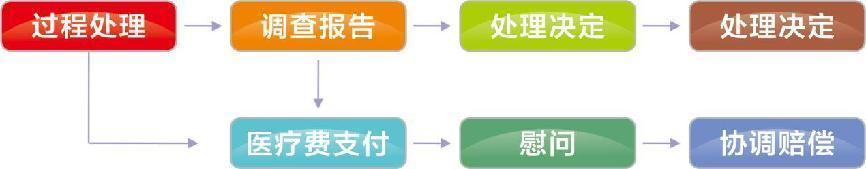 过程处理
调查报告
处理决定
处理决定
医疗费支付
慰问
协调赔偿